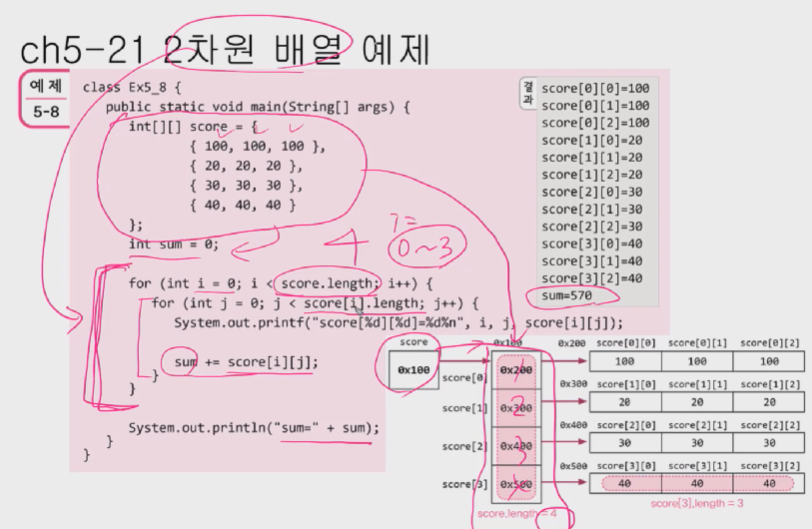 ch5-21 2차원 배열 예제
예제
5-8
class Ex5_8 {
public static void main(String[] args) {
int[][] score = {
{ 100, 100, 100 },
{ 20, 20, 20 },
{ 30, 30, 30 },
{ 40, 40, 40 }
};
int sum = 0;
for (int i = 0; i < score.length; i++) {
for (int j = 0; j < score[i].length; j++) {
System.out.printf("score[%d][%d]=%d%n", i, j, score[i][j]);
sum += score[i][j];
}
}
System.out.println("sum=" + sum);
}
}
4
0~3
결과
score[0][0]=100
score[0][1]=100
score[0][2]=100
score[1][0]=20
score[1][1]=20
score[1][2]=20
score[2][0]=30
score[2][1]=30
score[2][2]=30
score[3][0]=40
score[3][1]=40
score[3][2]=40
sum=570
score 0x100 0x200 score[0][0] score[0][1] score[0][2]
0x100 score[0] 0x200 100 100 100
0x300 score[1][0] score[1][1] score[1][2]
score[1] 0x300 20 20 20
0x400 score[2][0] score[2][1] score[2][2]
score[2] 0x400 30 30 30
0x500 score[3][0] score[3][1] score[3][2]
score[3] 0x500 40 40 40
score.length = 4
score[3].length = 3